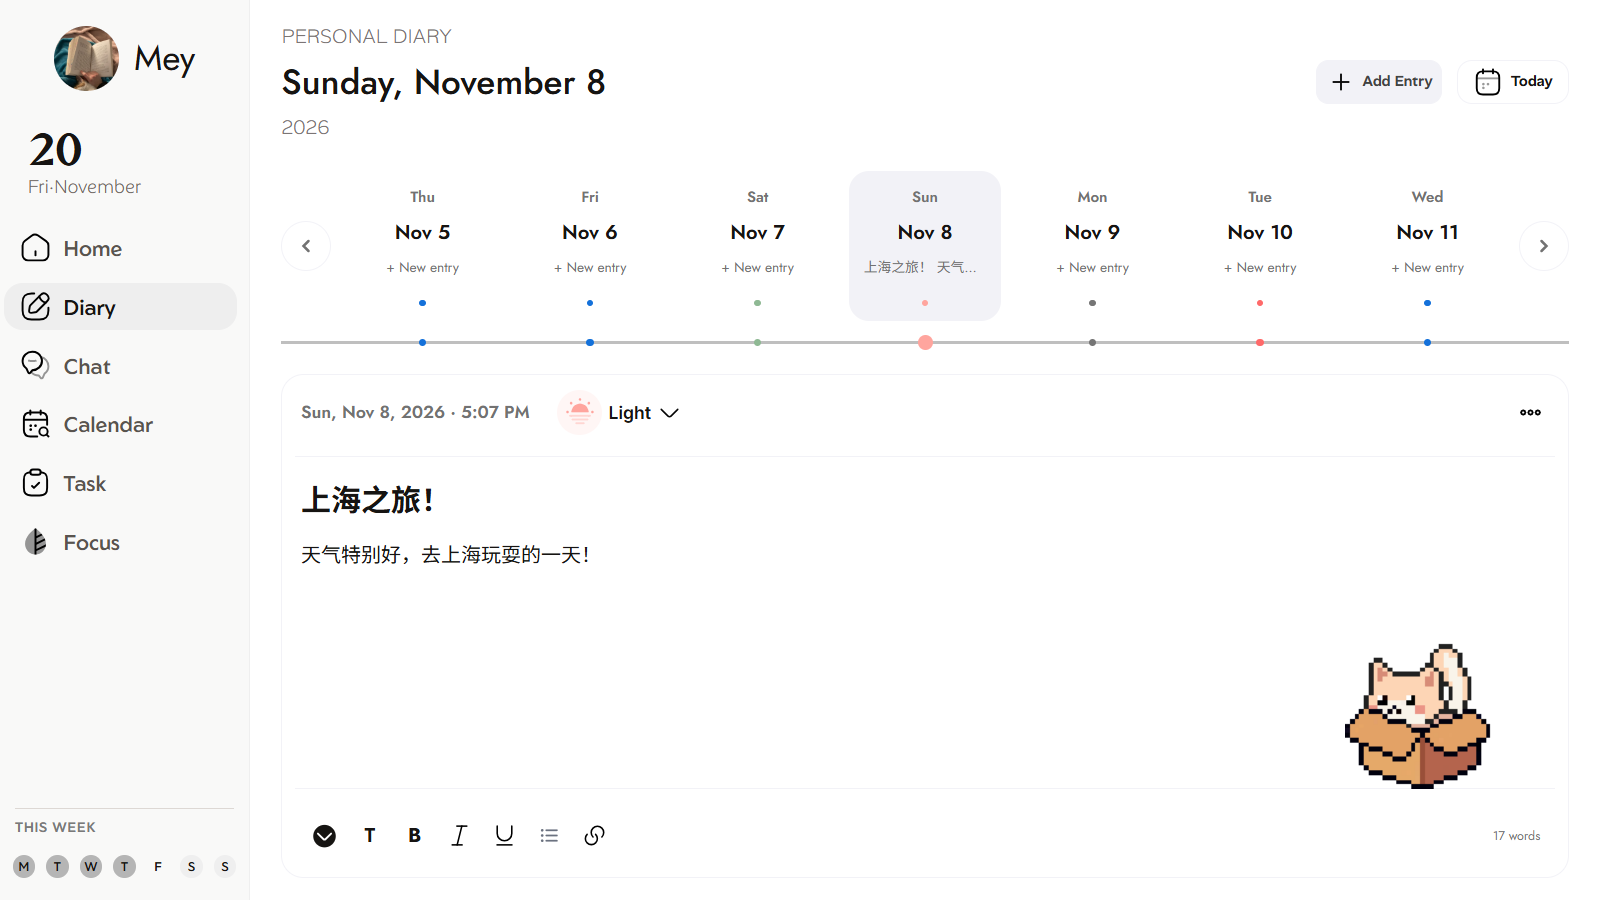 Mey
20
Fri·November
Home
Diary
Chat
Calendar
Task
Focus
THIS WEEK
M T W T F S S
PERSONAL DIARY
Sunday, November 8
2026
Add Entry
Today
Thu
Nov 5
+ New entry
Fri
Nov 6
+ New entry
Sat
Nov 7
+ New entry
Sun
Nov 8
上海之旅！ 天气...
Mon
Nov 9
+ New entry
Tue
Nov 10
+ New entry
Wed
Nov 11
+ New entry
Sun, Nov 8, 2026 · 5:07 PM
Light
上海之旅！
天气特别好，去上海玩耍的一天！
T B I U
17 words